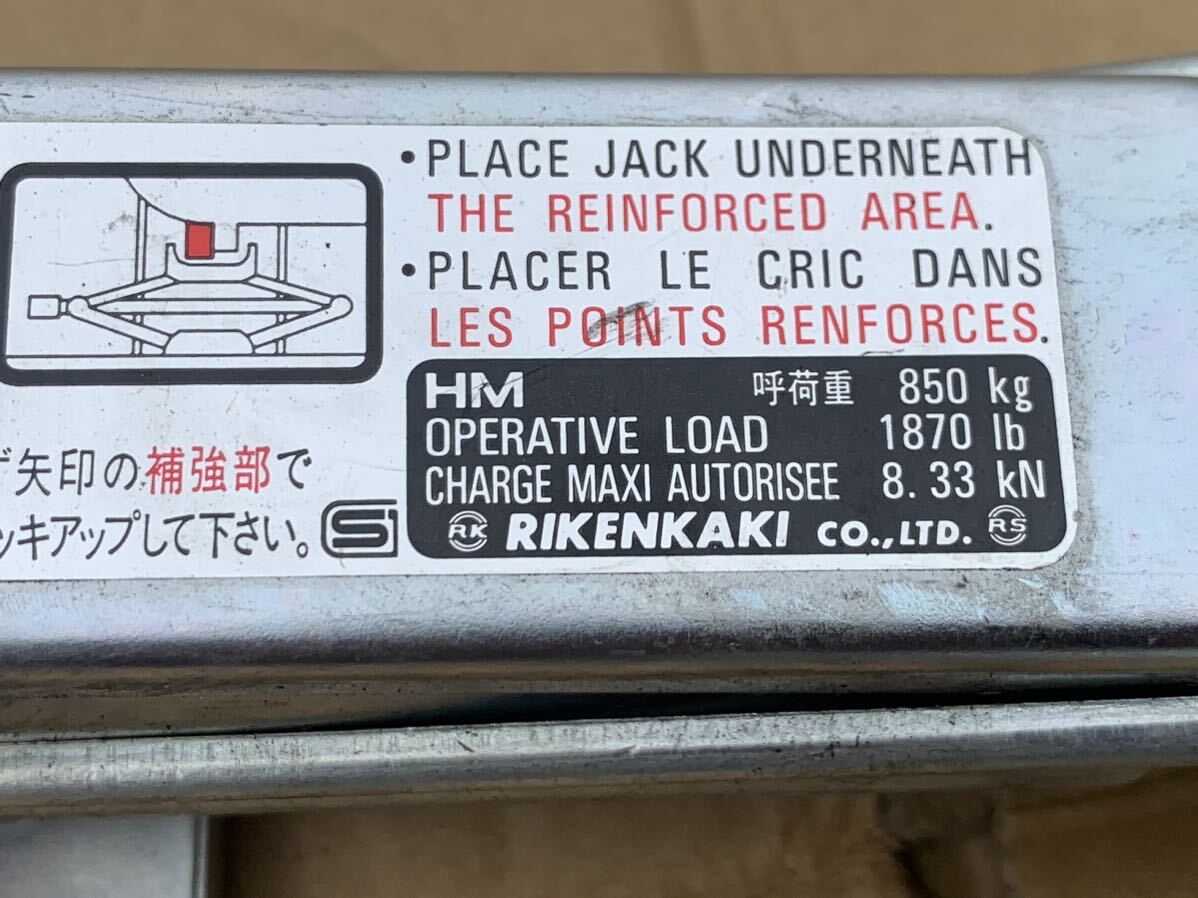 •PLACE JACK UNDERNEATH
THE REINFORCED AREA.
•PLACER LE CRIC DANS
LES POINTS RENFORCES.
HM 呼荷重 850 kg
OPERATIVE LOAD 1870 lb
CHARGE MAXI AUTORISEE 8.33 kN
RK RIKENKAKI CO.,LTD. RS
矢印の補強部で
ッキアップして下さい。